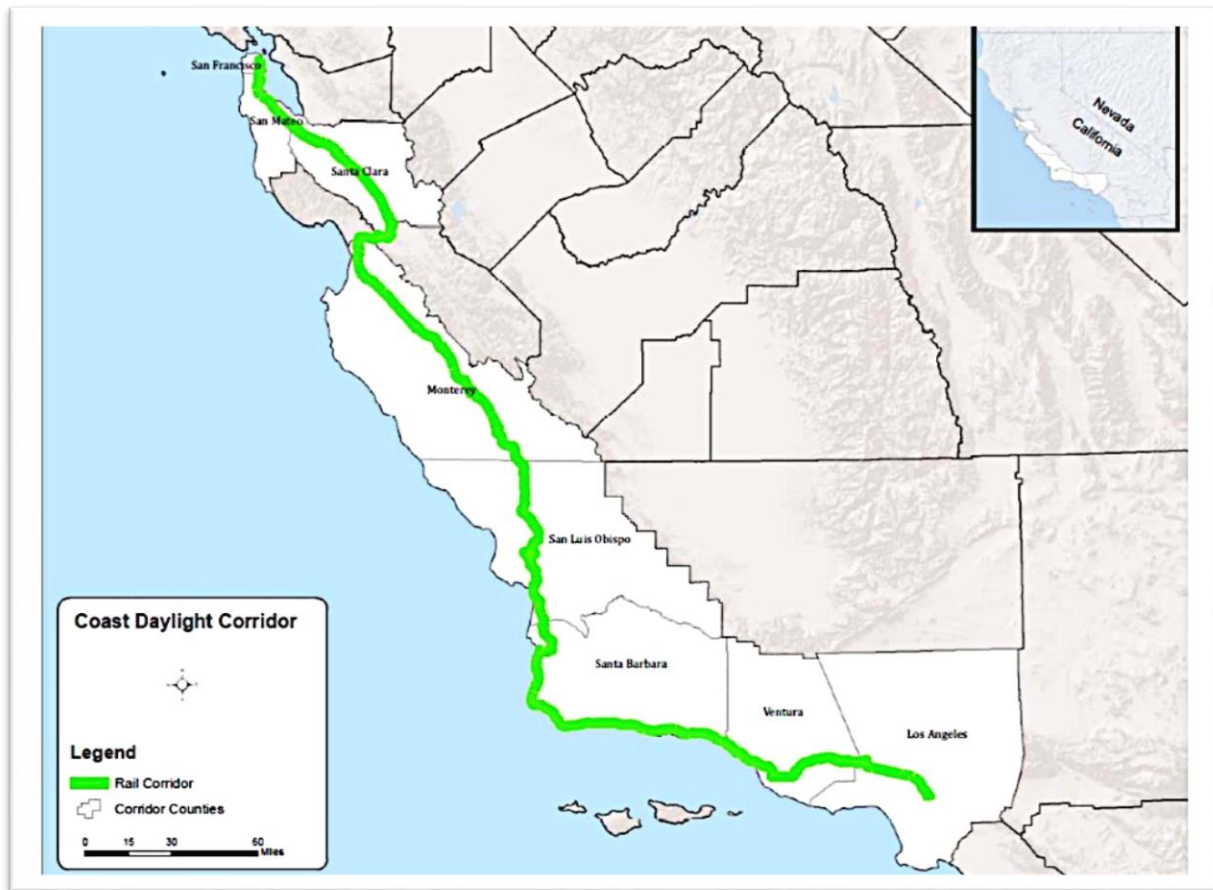 San Francisco
San Mateo
Santa Clara
Nevada
California
Monterey
San Luis Obispo
Santa Barbara
Ventura
Los Angeles
Coast Daylight Corridor
Legend
Rail Corridor
Corridor Counties
0 15 30 60
Miles